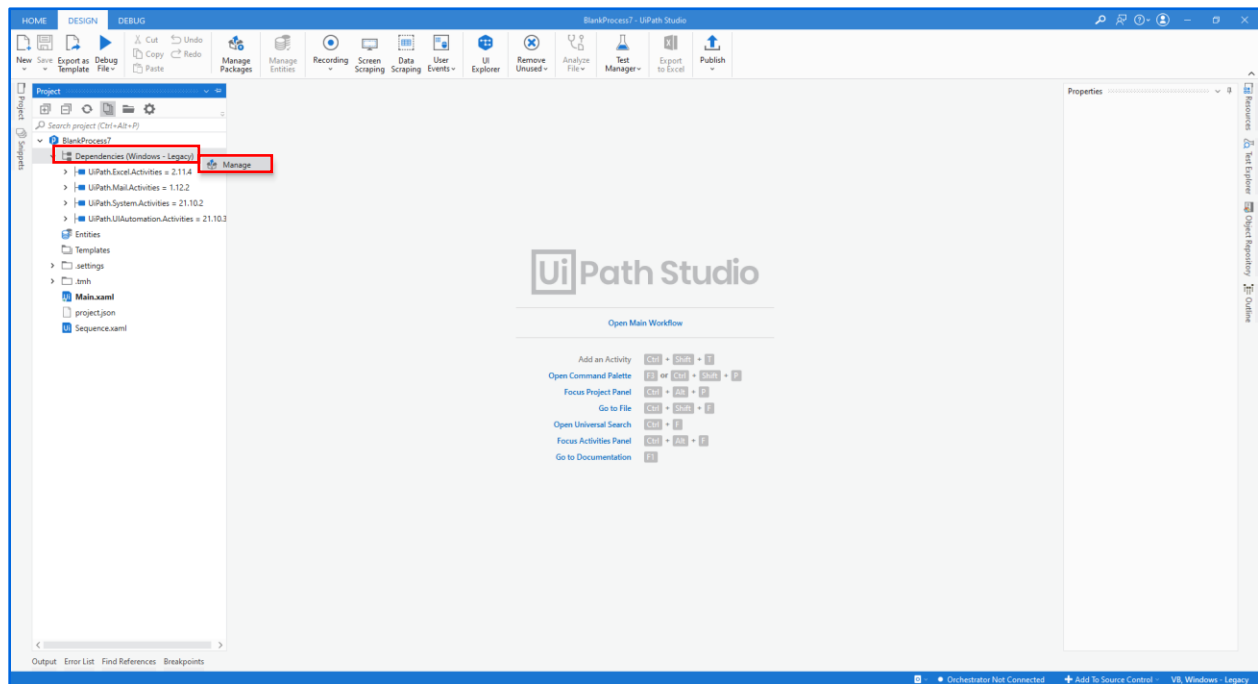 HOME DESIGN DEBUG
BlankProcess7 - UiPath Studio
New Save Export as Template Debug File
Cut Copy Paste
Undo Redo
Manage Packages
Manage Entities
Recording
Screen Scraping
Data Scraping
User Events
UI Explorer
Remove Unused
Analyze File
Test Manager
Export to Excel
Publish
Project
Snippets
Project
Search project (Ctrl+Alt+P)
BlankProcess7
Dependencies (Windows - Legacy)
Manage
UiPath.Excel.Activities = 2.11.4
UiPath.Mail.Activities = 1.12.2
UiPath.System.Activities = 21.10.2
UiPath.UIAutomation.Activities = 21.10.3
Entities
Templates
.settings
.tmh
Main.xaml
project.json
Sequence.xaml
UiPath Studio
Open Main Workflow
Add an Activity Ctrl + Shift + T
Open Command Palette F3 or Ctrl + Shift + P
Focus Project Panel Ctrl + Alt + P
Go to File Ctrl + Shift + F
Open Universal Search Ctrl + F
Focus Activities Panel Ctrl + Alt + F
Go to Documentation F1
Properties
Resources
Test Explorer
Object Repository
Outline
Output Error List Find References Breakpoints
Orchestrator Not Connected Add To Source Control VB, Windows - Legacy